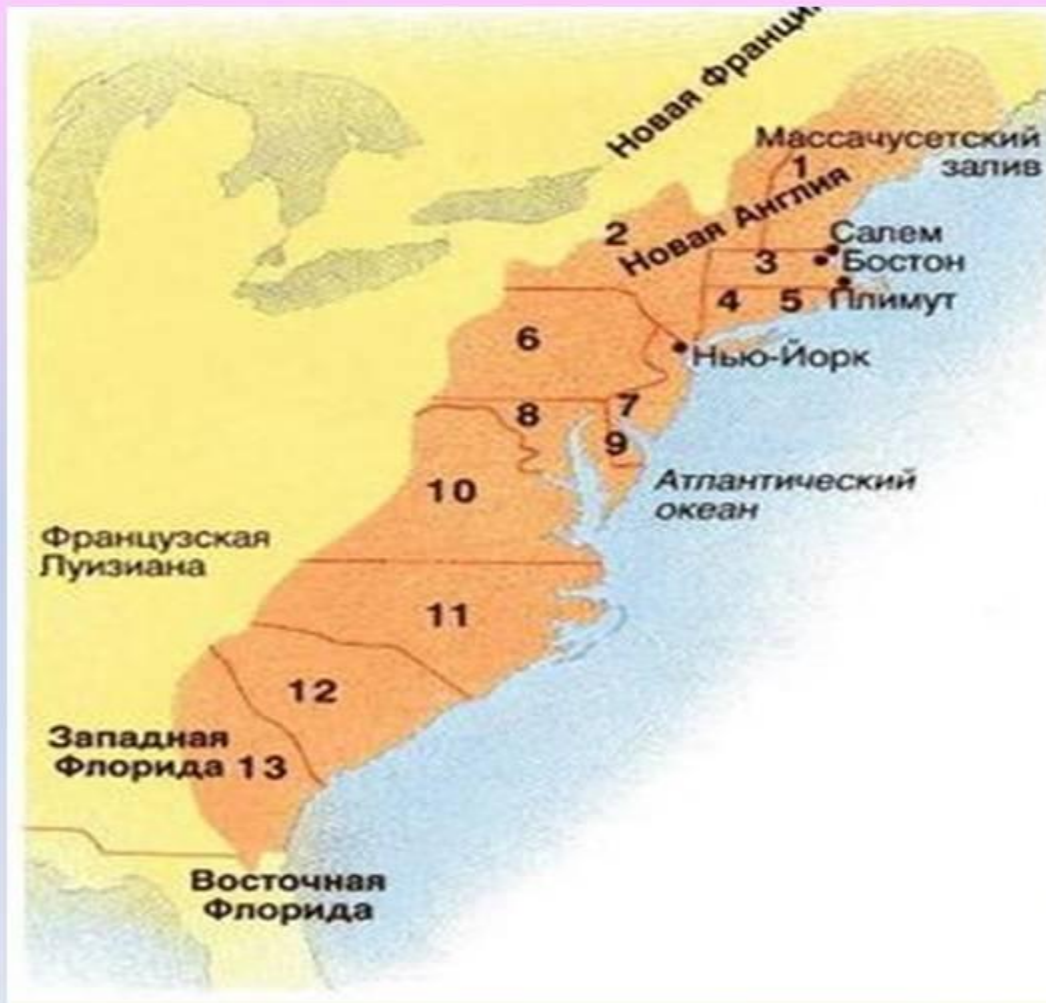 Новая Франци
Массачусетский
залив
1
2
Новая Англия
Салем
3
Бостон
4
5
Плимут
6
Нью-Йорк
7
8
9
10
Атлантический
океан
Французская
Луизиана
11
12
Западная
Флорида 13
Восточная
Флорида